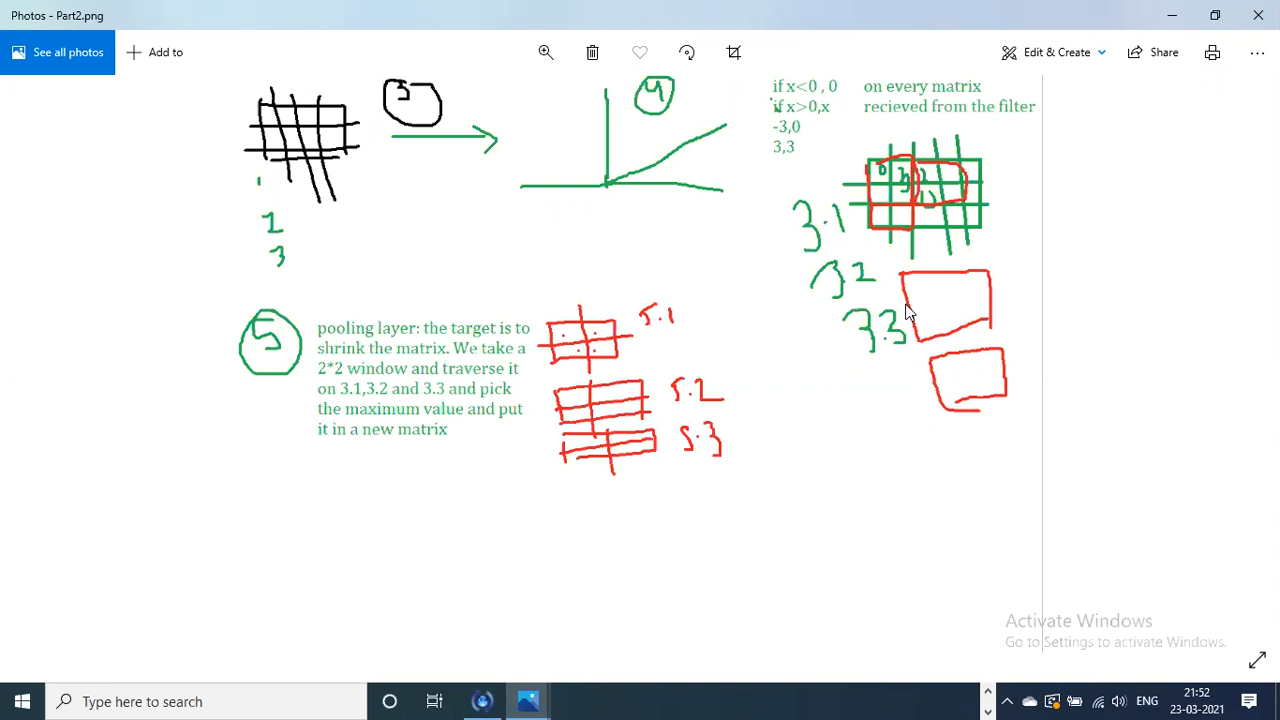 Photos - Part2.png
See all photos
Add to
Edit & Create
Share
3
4
if x<0 , 0
if x>0,x
-3,0
3,3
on every matrix
recieved from the filter
0
3
1
2
3
3.1
3.2
3.3
5
pooling layer: the target is to
shrink the matrix. We take a
2*2 window and traverse it
on 3.1,3.2 and 3.3 and pick
the maximum value and put
it in a new matrix
5.1
5.2
5.3
Activate Windows
Go to Settings to activate Windows.
Type here to search
ENG
21:52
23-03-2021